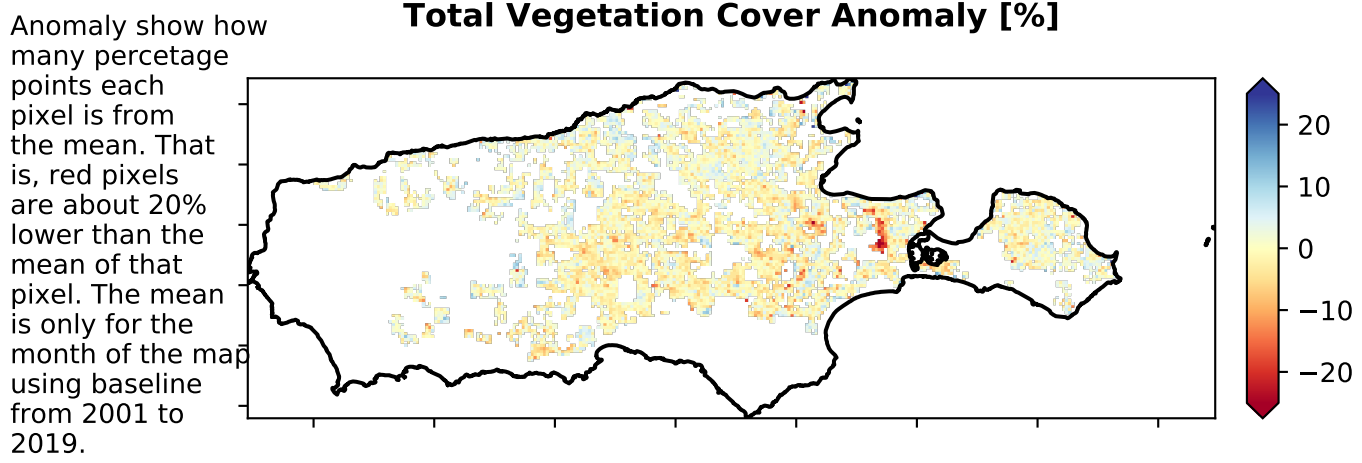 Total Vegetation Cover Anomaly [%]
Anomaly show how
many percetage
points each
pixel is from
the mean. That
is, red pixels
are about 20%
lower than the
mean of that
pixel. The mean
is only for the
month of the map
using baseline
from 2001 to
2019.
20
10
0
−10
−20